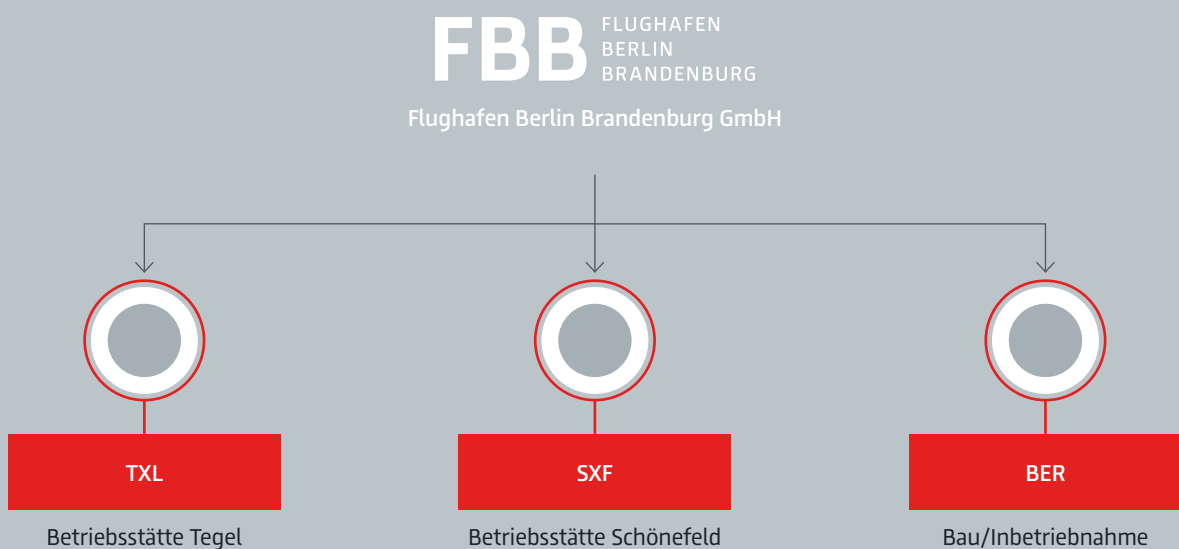 FBB
FLUGHAFEN
BERLIN
BRANDENBURG
Flughafen Berlin Brandenburg GmbH
TXL
SXF
BER
Betriebsstätte Tegel
Betriebsstätte Schönefeld
Bau/Inbetriebnahme